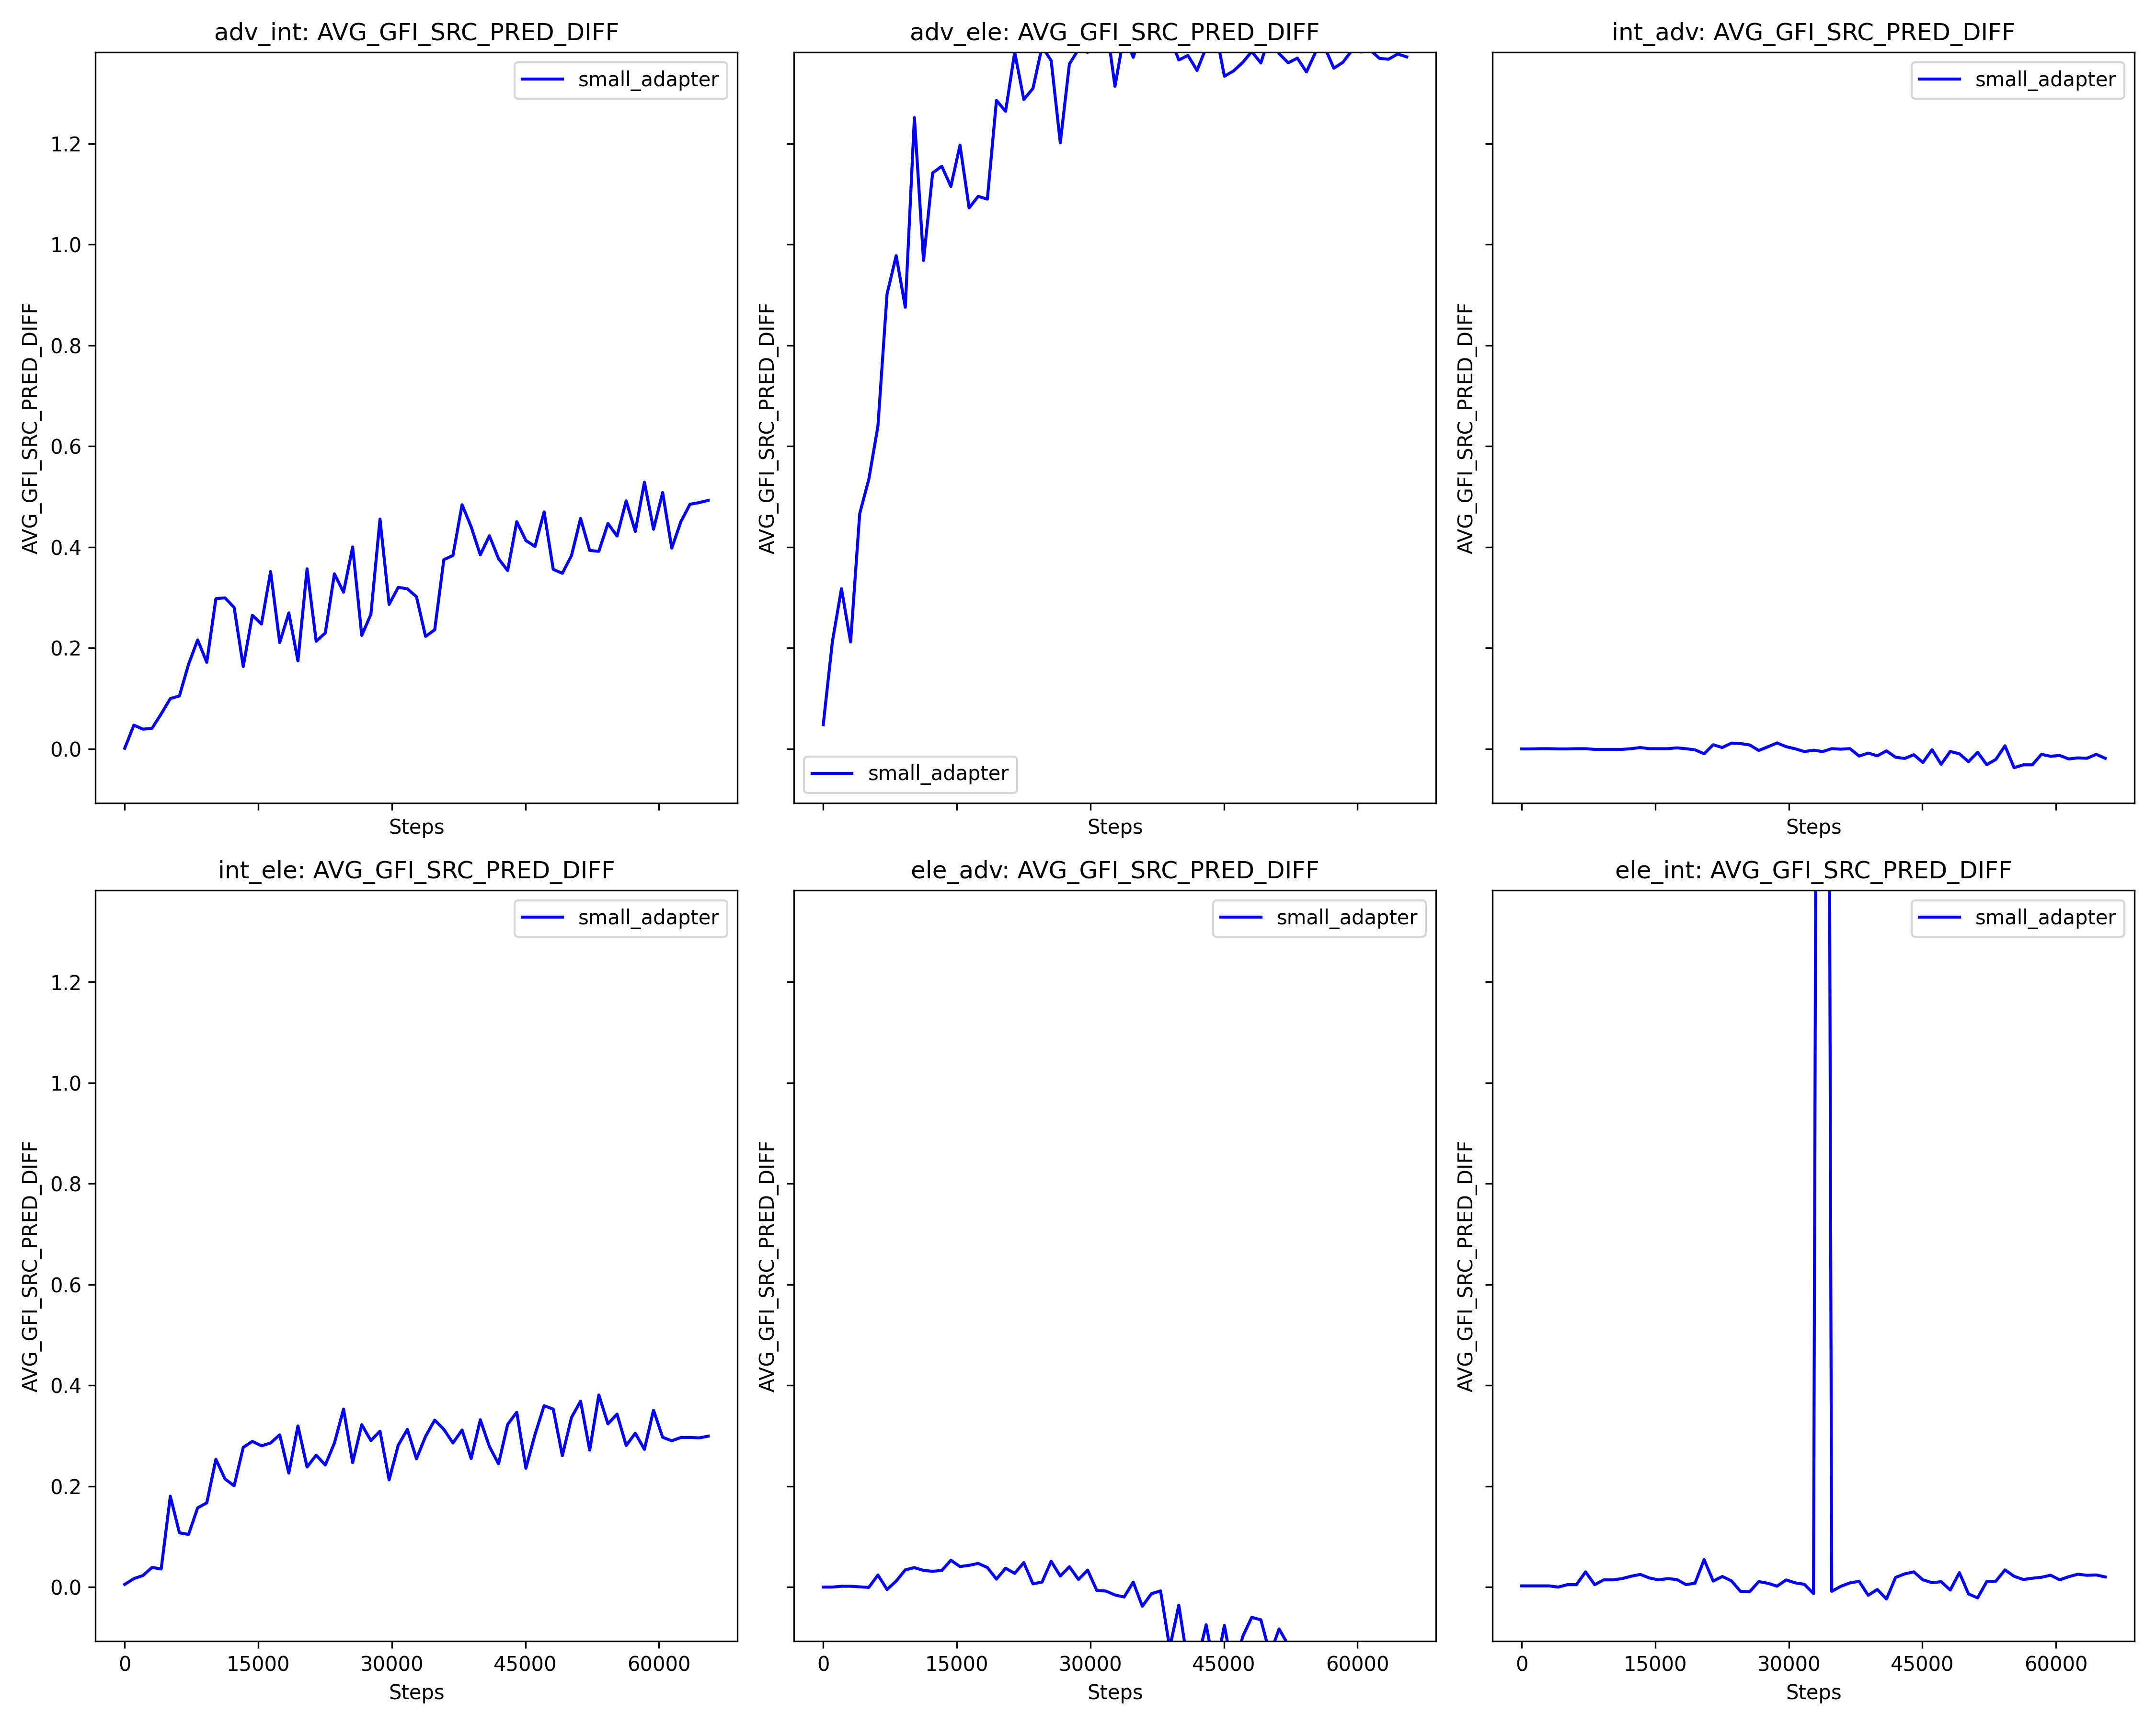 adv_int: AVG_GFI_SRC_PRED_DIFF
adv_ele: AVG_GFI_SRC_PRED_DIFF
int_adv: AVG_GFI_SRC_PRED_DIFF
small_adapter
small_adapter
small_adapter
AVG_GFI_SRC_PRED_DIFF
1.2
1.0
0.8
0.6
0.4
0.2
0.0
AVG_GFI_SRC_PRED_DIFF
AVG_GFI_SRC_PRED_DIFF
Steps
Steps
Steps
int_ele: AVG_GFI_SRC_PRED_DIFF
ele_adv: AVG_GFI_SRC_PRED_DIFF
ele_int: AVG_GFI_SRC_PRED_DIFF
small_adapter
small_adapter
small_adapter
AVG_GFI_SRC_PRED_DIFF
1.2
1.0
0.8
0.6
0.4
0.2
0.0
AVG_GFI_SRC_PRED_DIFF
AVG_GFI_SRC_PRED_DIFF
0 15000 30000 45000 60000
0 15000 30000 45000 60000
0 15000 30000 45000 60000
Steps
Steps
Steps